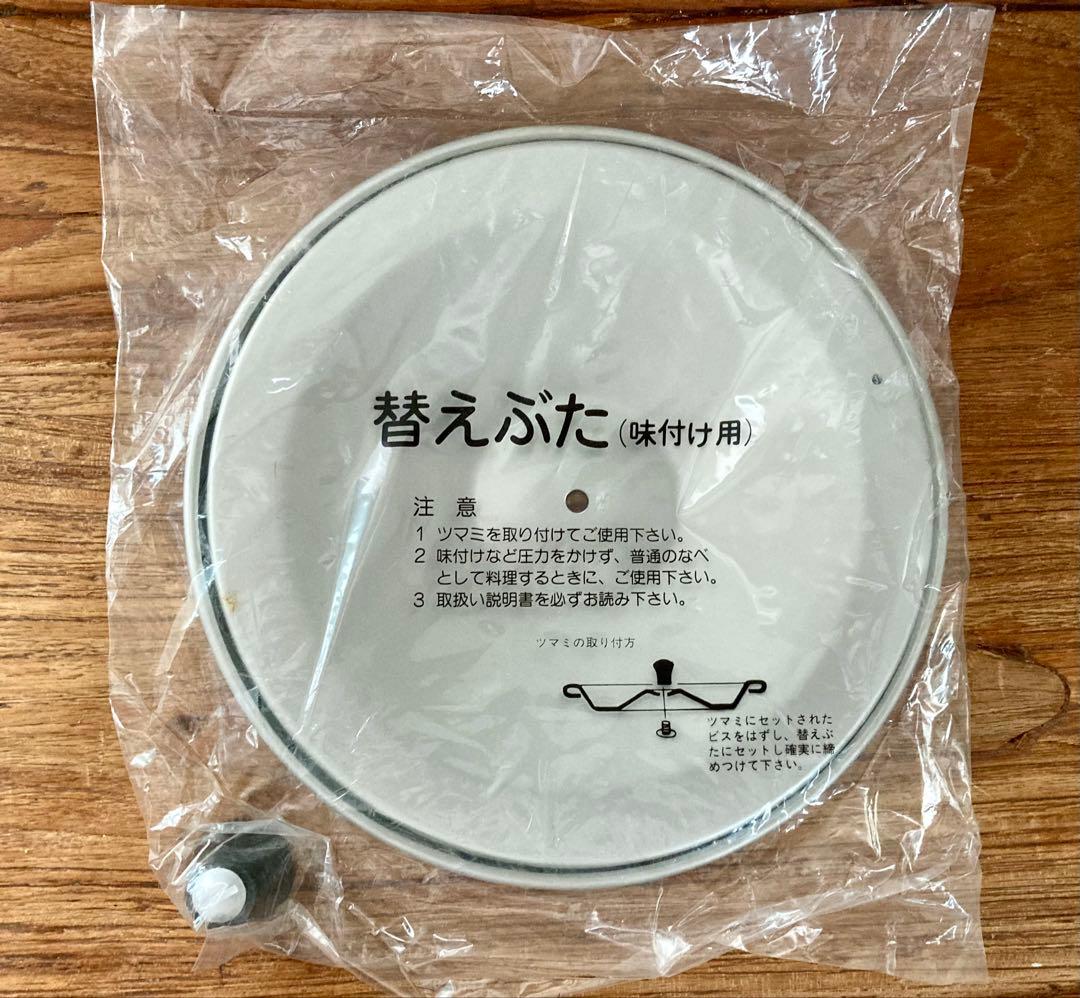 替えぶた(味付け用)
注 意
1 ツマミを取り付けてご使用下さい。
2 味付けなど圧力をかけず、普通のなべ
として料理するときに、ご使用下さい。
3 取扱い説明書を必ずお読み下さい。
ツマミの取り付方
ツマミにセットされた
ビスをはずし、替えぶ
たにセットし確実に締
めつけて下さい。